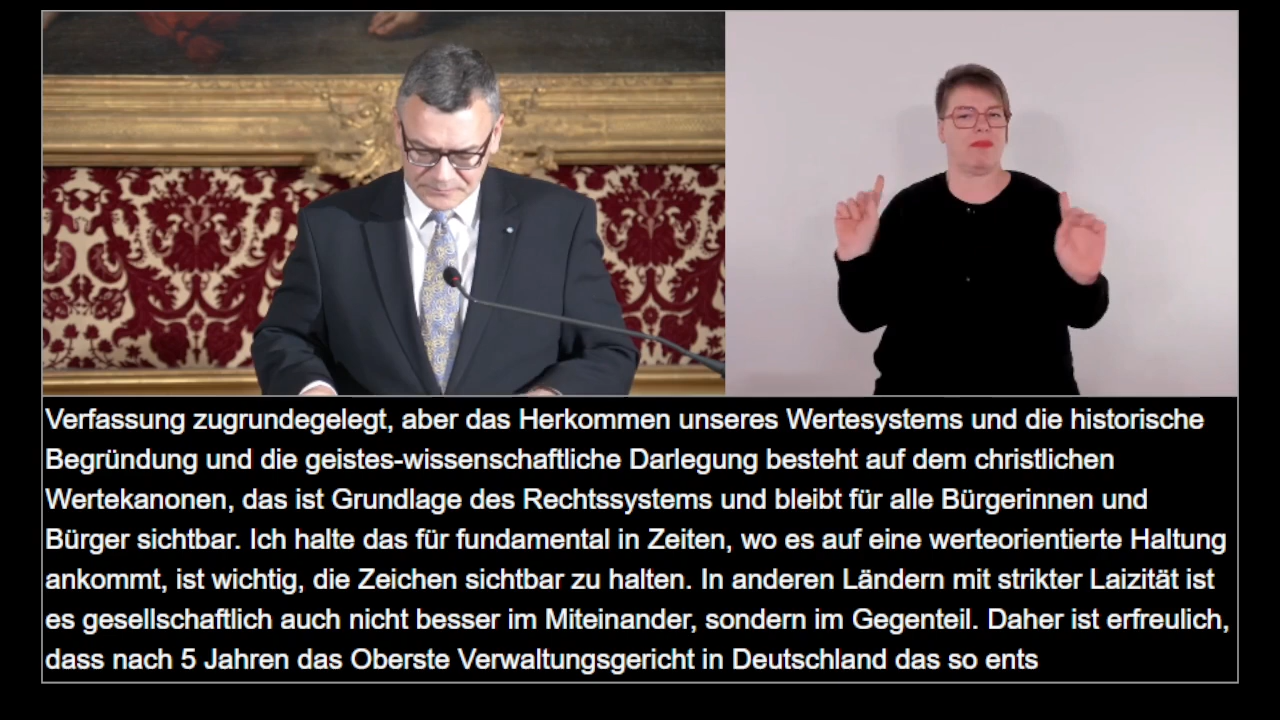 Verfassung zugrundegelegt, aber das Herkommen unseres Wertesystems und die historische
Begründung und die geistes-wissenschaftliche Darlegung besteht auf dem christlichen
Wertekanonen, das ist Grundlage des Rechtssystems und bleibt für alle Bürgerinnen und
Bürger sichtbar. Ich halte das für fundamental in Zeiten, wo es auf eine werteorientierte Haltung
ankommt, ist wichtig, die Zeichen sichtbar zu halten. In anderen Ländern mit strikter Laizität ist
es gesellschaftlich auch nicht besser im Miteinander, sondern im Gegenteil. Daher ist erfreulich,
dass nach 5 Jahren das Oberste Verwaltungsgericht in Deutschland das so ents